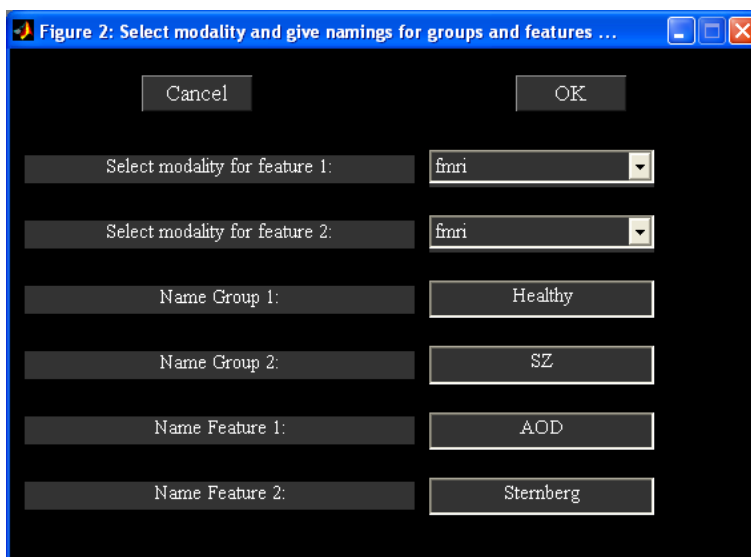 Figure 2: Select modality and give namings for groups and features ...
Cancel OK
Select modality for feature 1: fmri
Select modality for feature 2: fmri
Name Group 1: Healthy
Name Group 2: SZ
Name Feature 1: AOD
Name Feature 2: Sternberg